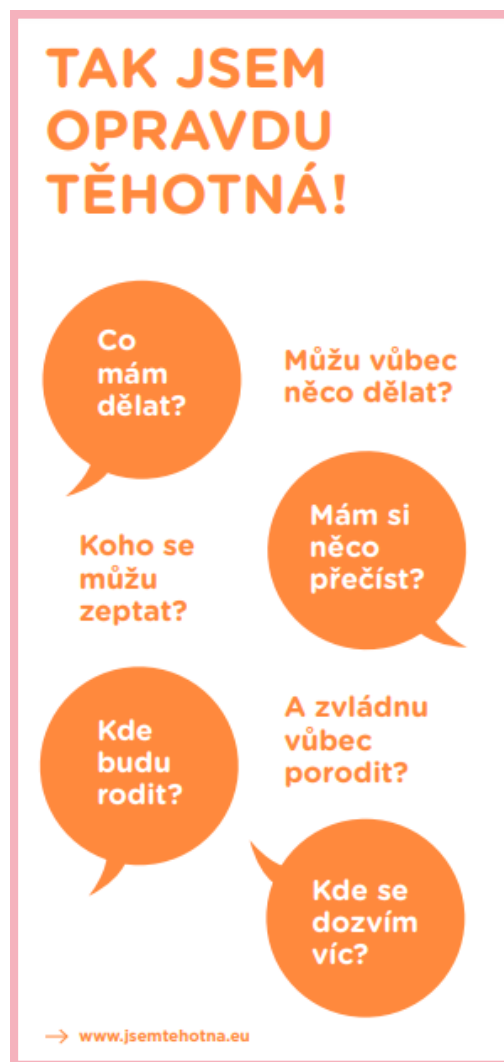 TAK JSEM
OPRAVDU
TĚHOTNÁ!
Co
mám
dělat?
Můžu vůbec
něco dělat?
Mám si
něco
přečíst?
Koho se
můžu
zeptat?
Kde
budu
rodit?
A zvládnu
vůbec
porodit?
Kde se
dozvím
víc?
→ www.jsemtehotna.eu